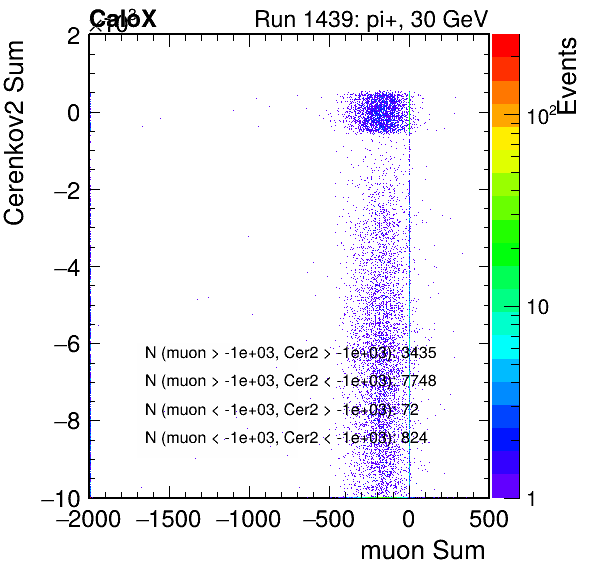 ×10³
CaloX
Run 1439: pi+, 30 GeV
Cerenkov2 Sum
2
0
−2
−4
−6
−8
−10
N (muon > -1e+03, Cer2 > -1e+03): 3435
N (muon > -1e+03, Cer2 < -1e+03): 7748
N (muon < -1e+03, Cer2 > -1e+03): 72
N (muon < -1e+03, Cer2 < -1e+03): 824
−2000 −1500 −1000 −500 0 500
muon Sum
Events
10²
10
1